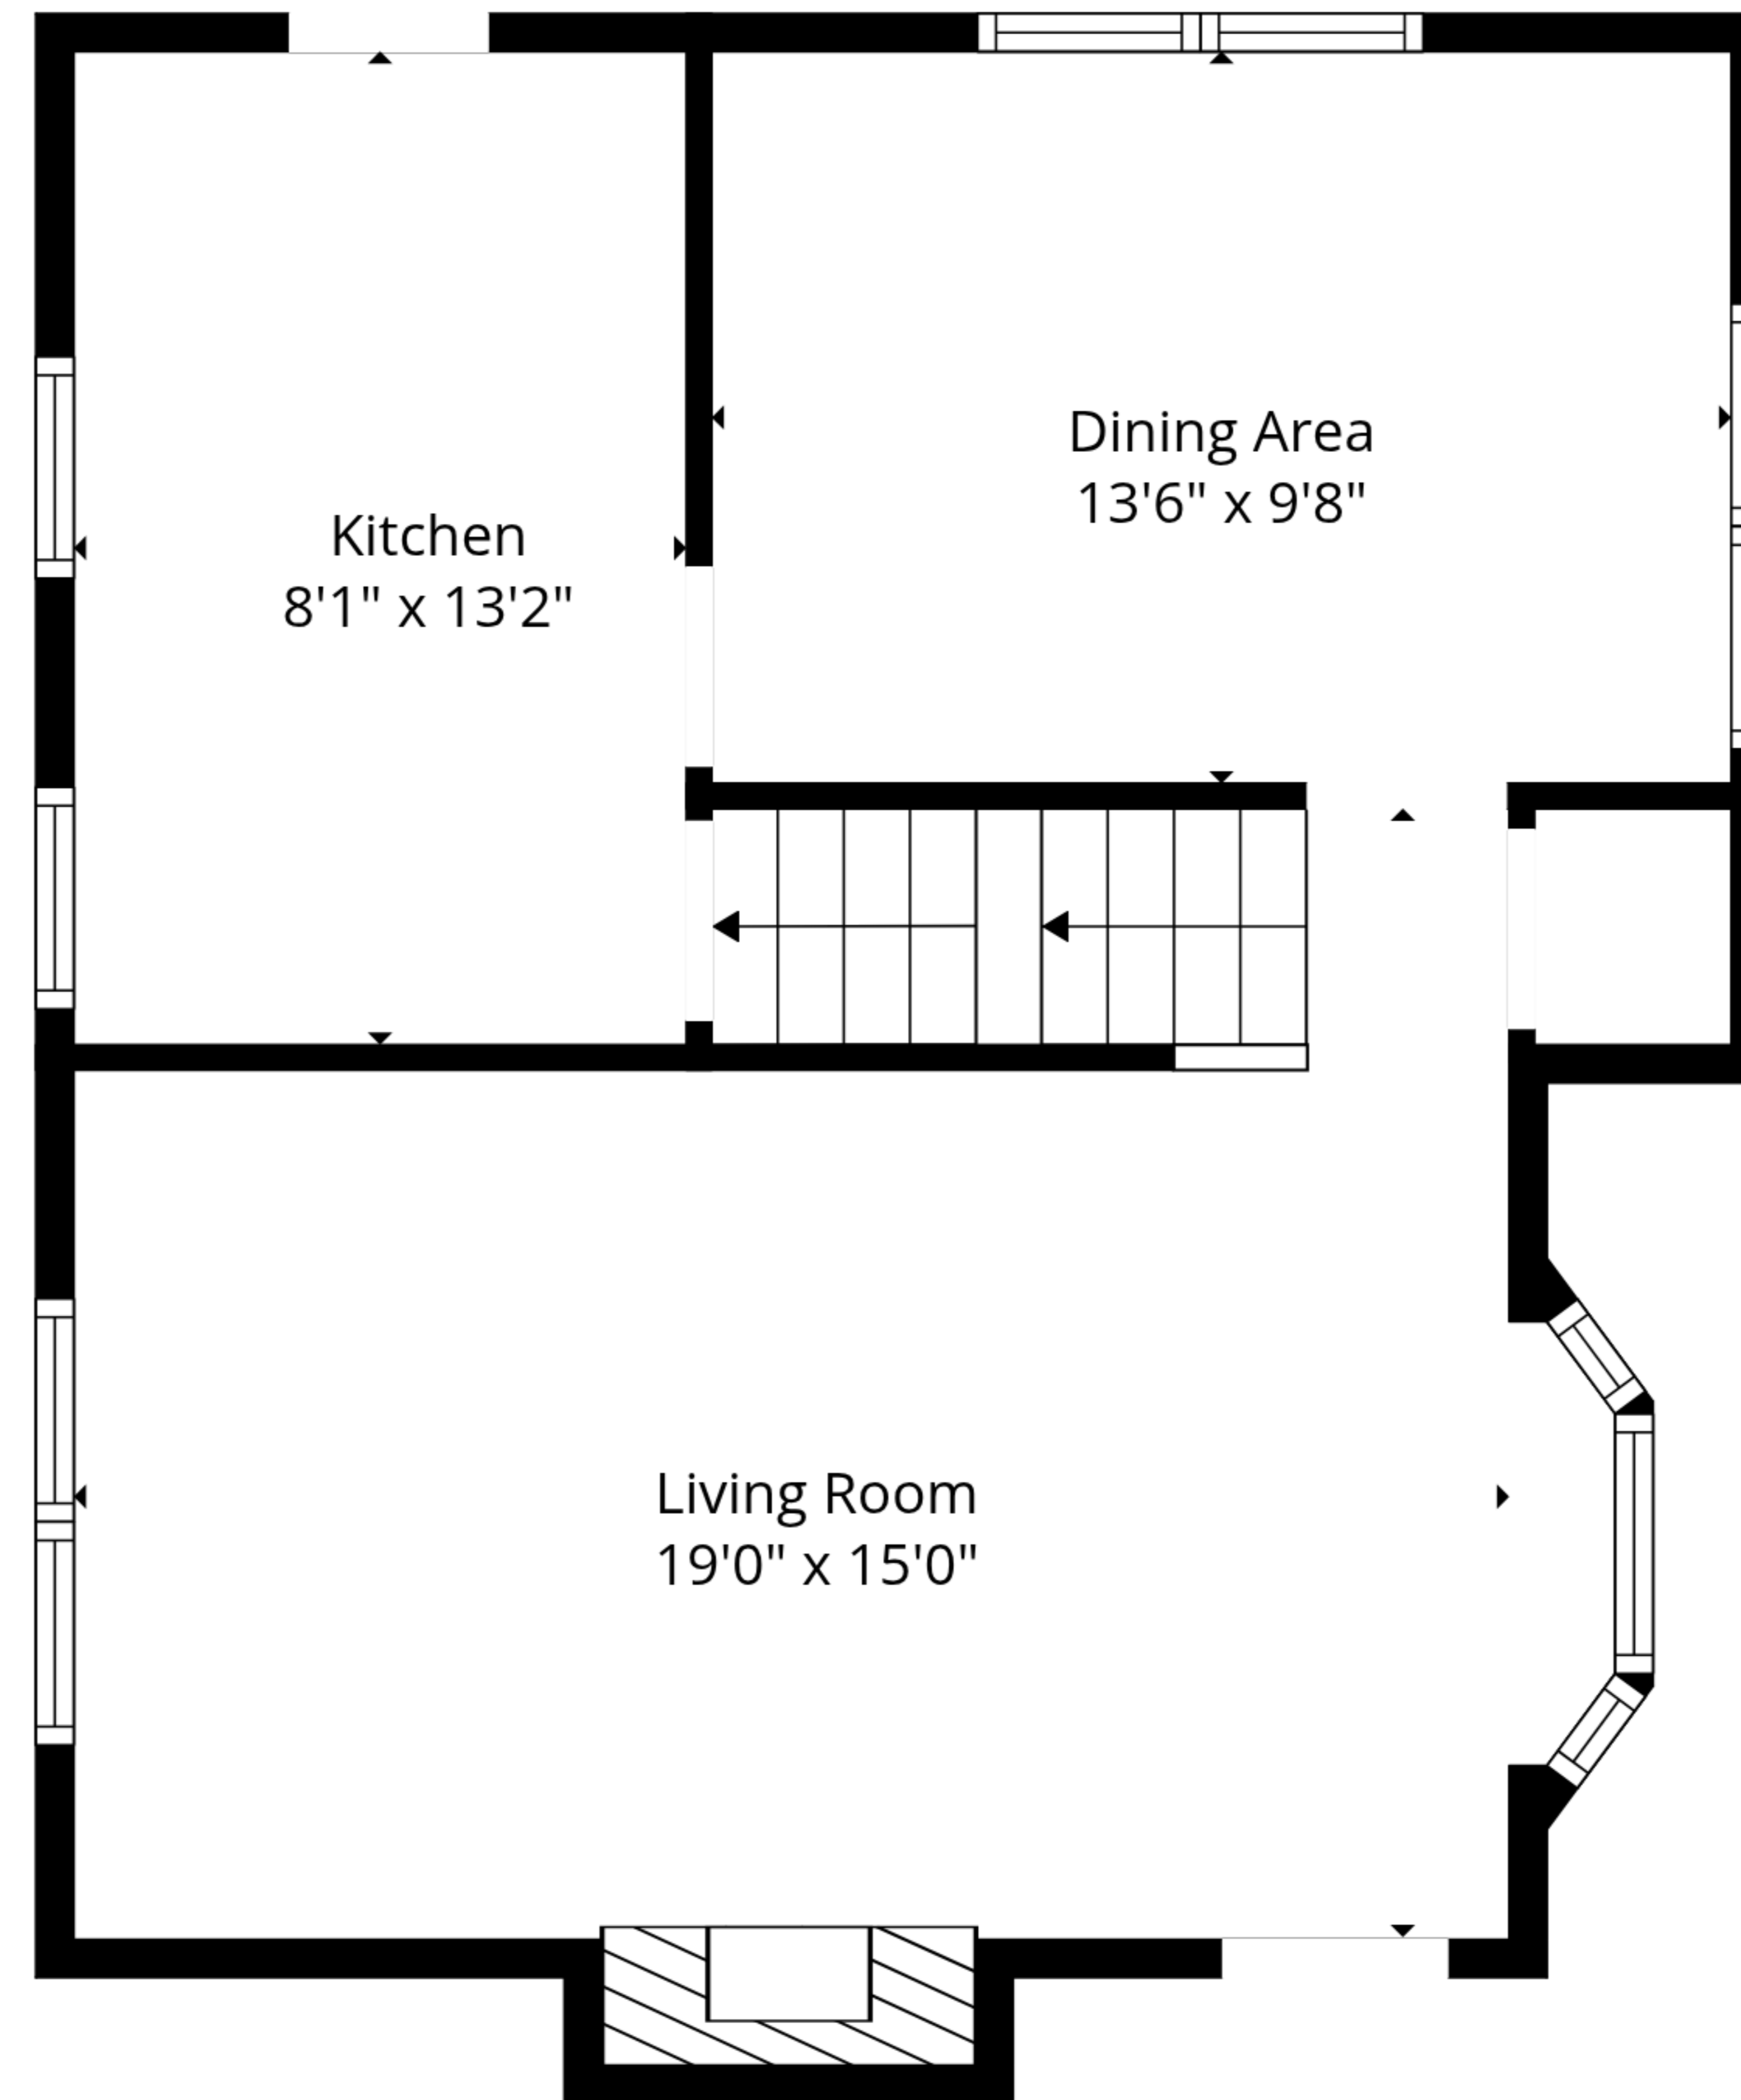 Dining Area
13'6" x 9'8"
Kitchen
8'1" x 13'2"
Living Room
19'0" x 15'0"